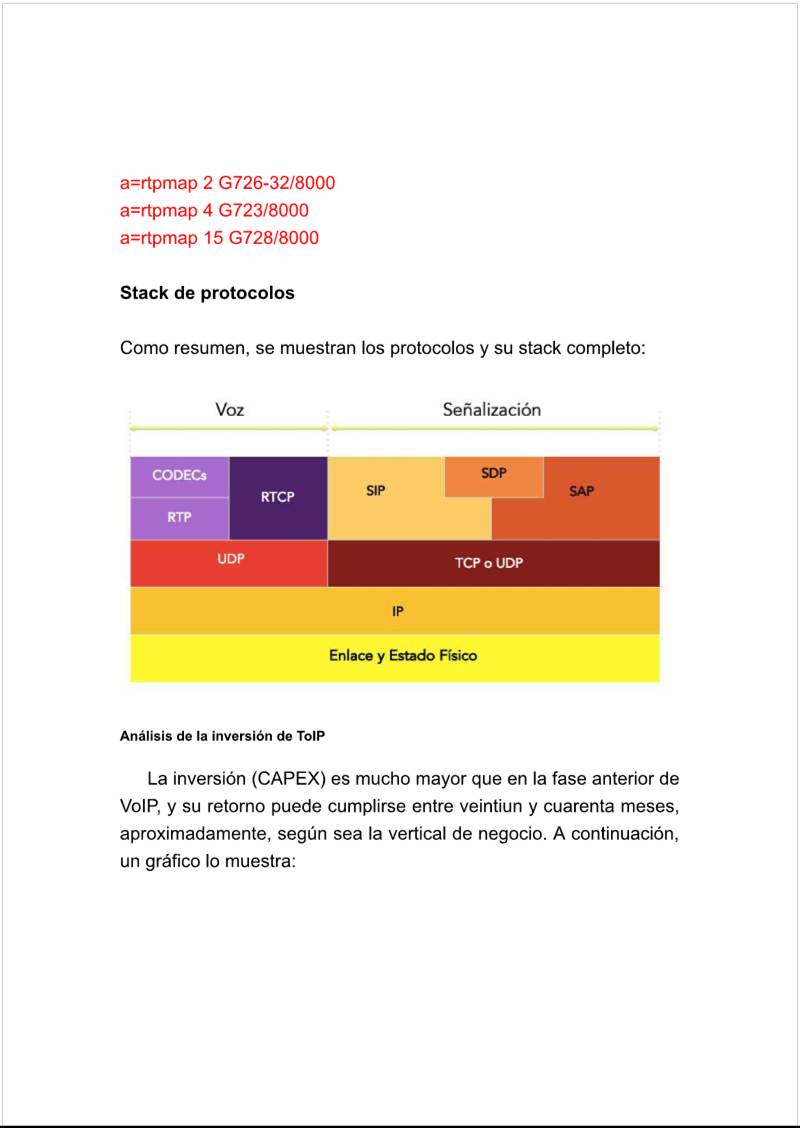 a=rtpmap 2 G726-32/8000
a=rtpmap 4 G723/8000
a=rtpmap 15 G728/8000
Stack de protocolos
Como resumen, se muestran los protocolos y su stack completo:
Voz
Señalización
CODECs
RTP
RTCP
SIP
SDP
SAP
UDP
TCP o UDP
IP
Enlace y Estado Físico
Análisis de la inversión de ToIP
La inversión (CAPEX) es mucho mayor que en la fase anterior de
VoIP, y su retorno puede cumplirse entre veintiun y cuarenta meses,
aproximadamente, según sea la vertical de negocio. A continuación,
un gráfico lo muestra: